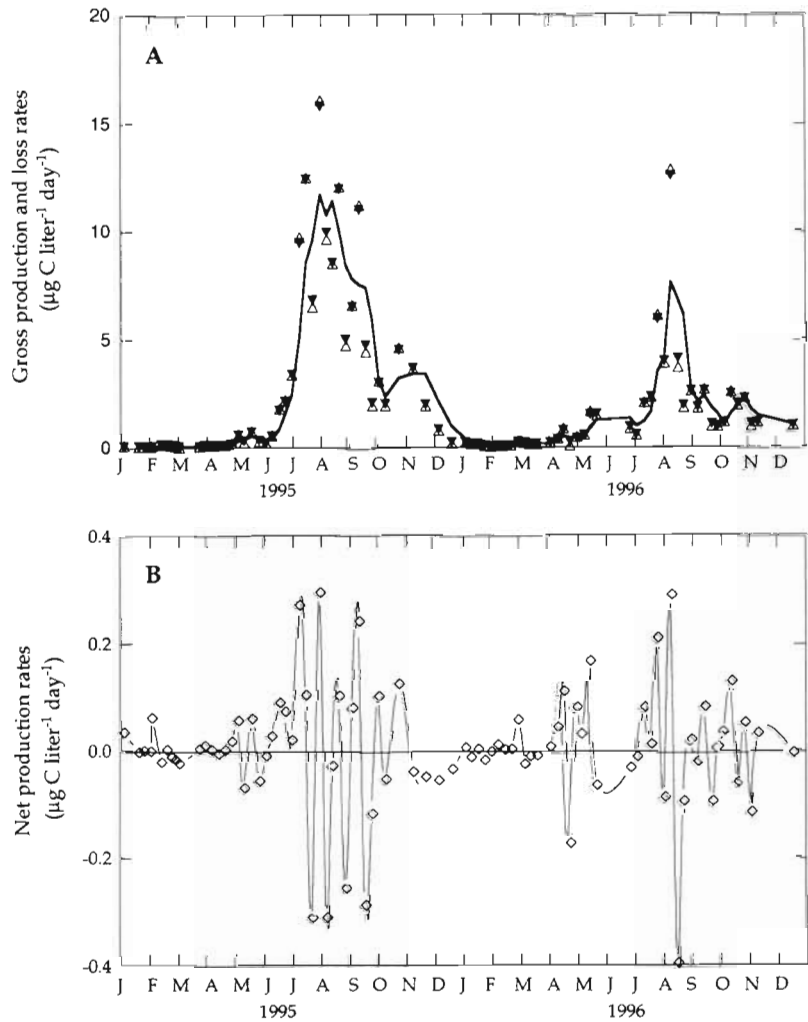 A
Gross production and loss rates
(µg C liter⁻¹ day⁻¹)
20
15
10
5
0
J F M A M J J A S O N D J F M A M J J A S O N D
1995 1996
B
Net production rates
(µg C liter⁻¹ day⁻¹)
0.4
0.2
0.0
-0.2
-0.4
J F M A M J J A S O N D J F M A M J J A S O N D
1995 1996